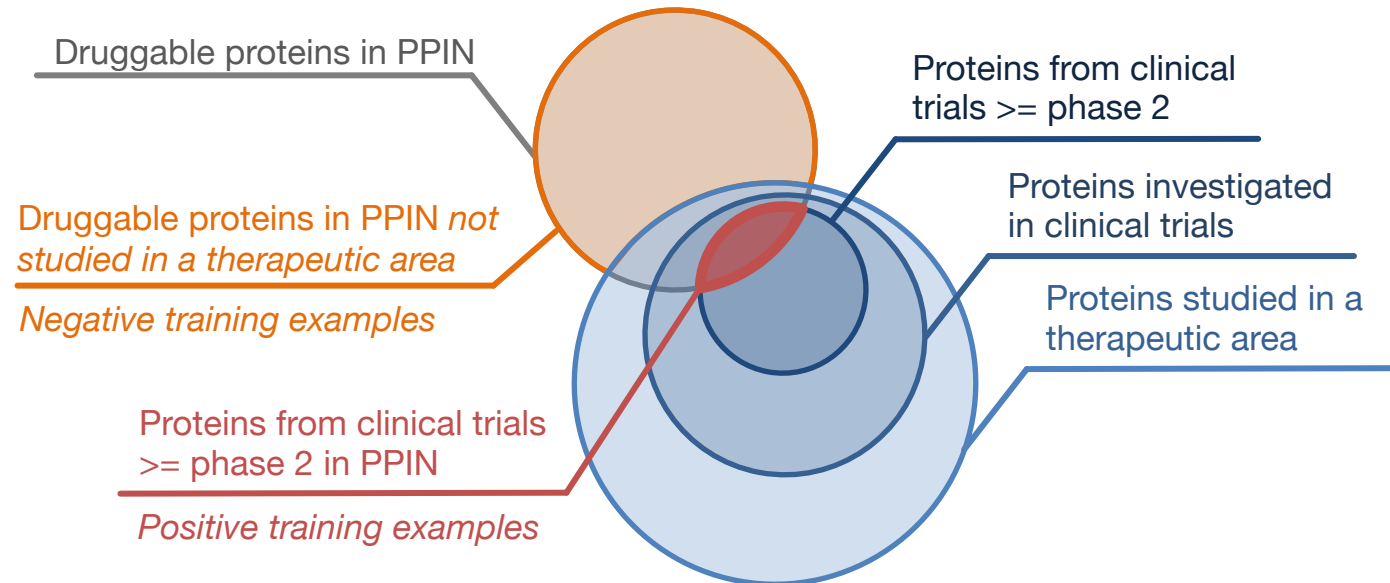 Druggable proteins in PPIN
Druggable proteins in PPIN not
studied in a therapeutic area
Negative training examples
Proteins from clinical trials
>= phase 2 in PPIN
Positive training examples
Proteins from clinical
trials >= phase 2
Proteins investigated
in clinical trials
Proteins studied in a
therapeutic area